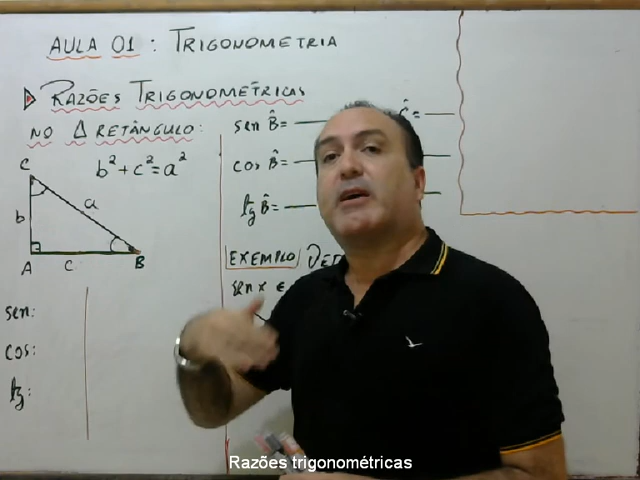 AULA 01: TRIGONOMETRIA
RAZÕES TRIGONOMÉTRICAS
NO Δ RETÂNGULO:
b² + c² = a²
C
a
b
A
c
B
sen:
cos:
tg:
sen B̂ =
Ĉ =
cos B̂ =
tg B̂ =
EXEMPLO
sen x e
Razões trigonométricas